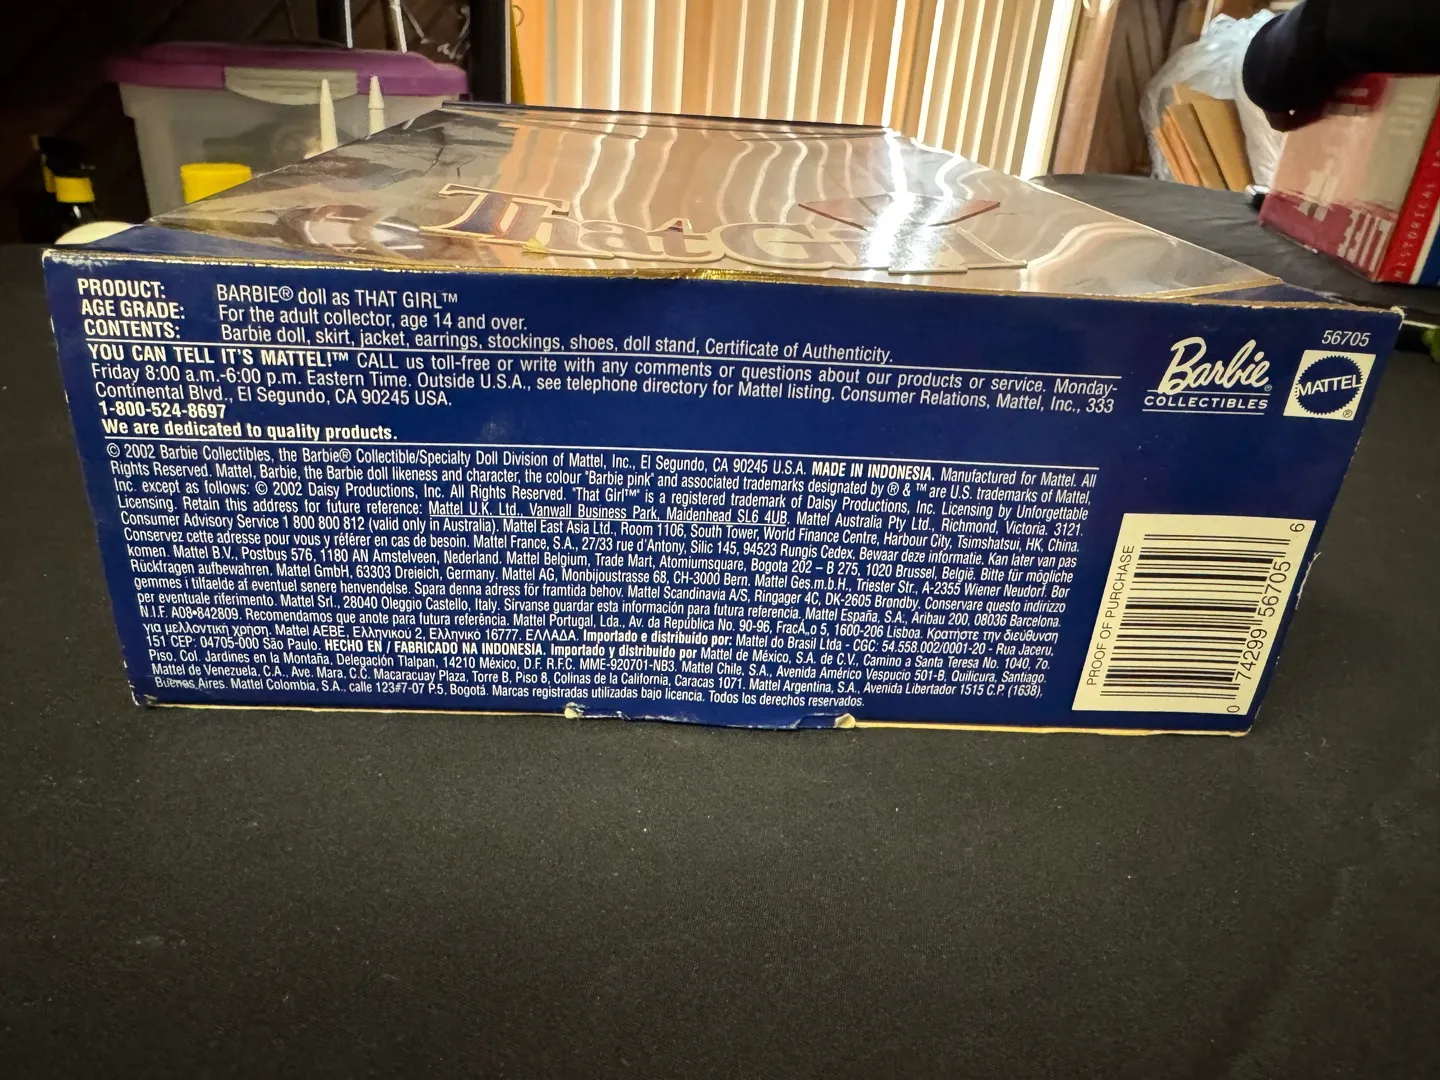 That Girl
PRODUCT: BARBIE® doll as THAT GIRL™
AGE GRADE: For the adult collector, age 14 and over.
CONTENTS: Barbie doll, skirt, jacket, earrings, stockings, shoes, doll stand, Certificate of Authenticity.
YOU CAN TELL IT'S MATTEL!™ CALL us toll-free or write with any comments or questions about our products or service. Monday-
Friday 8:00 a.m.-6:00 p.m. Eastern Time. Outside U.S.A., see telephone directory for Mattel listing. Consumer Relations, Mattel, Inc., 333
Continental Blvd., El Segundo, CA 90245 USA.
1-800-524-8697
We are dedicated to quality products.
© 2002 Barbie Collectibles, the Barbie® Collectible/Specialty Doll Division of Mattel, Inc., El Segundo, CA 90245 U.S.A. MADE IN INDONESIA. Manufactured for Mattel. All
Rights Reserved. Mattel, Barbie, the Barbie doll likeness and character, the colour "Barbie pink" and associated trademarks designated by ® & ™ are U.S. trademarks of Mattel,
Inc. except as follows: © 2002 Daisy Productions, Inc. All Rights Reserved. "That Girl™" is a registered trademark of Daisy Productions, Inc. Licensing by Unforgettable
Licensing. Retain this address for future reference: Mattel U.K. Ltd., Vanwall Business Park, Maidenhead SL6 4UB. Mattel Australia Pty Ltd., Richmond, Victoria. 3121.
Consumer Advisory Service 1 800 800 812 (valid only in Australia). Mattel East Asia Ltd., Room 1106, South Tower, World Finance Centre, Harbour City, Tsimshatsui, HK, China.
Conservez cette adresse pour vous y référer en cas de besoin. Mattel France, S.A., 27/33 rue d'Antony, Silic 145, 94523 Rungis Cedex. Bewaar deze informatie. Kan later van pas
komen. Mattel B.V., Postbus 576, 1180 AN Amstelveen, Nederland. Mattel Belgium, Trade Mart, Atomiumsquare, Bogota 202 – B 275, 1020 Brussel, België. Bitte für mögliche
Rückfragen aufbewahren. Mattel GmbH, 63303 Dreieich, Germany. Mattel AG, Monbijoustrasse 68, CH-3000 Bern. Mattel Ges.m.b.H., Triester Str., A-2355 Wiener Neudorf. Bør
gemmes i tilfaelde af eventuel senere henvendelse. Spara denna adress för framtida behov. Mattel Scandinavia A/S, Ringager 4C, DK-2605 Brøndby. Conservare questo indirizzo
per eventuale riferimento. Mattel Srl., 28040 Oleggio Castello, Italy. Sirvanse guardar esta información para futura referencia. Mattel España, S.A., Aribau 200, 08036 Barcelona.
N.I.F. A08•842809. Recomendamos que anote para futura referência. Mattel Portugal, Lda., Av. da República No. 90-96, FracÁ„o 5, 1600-206 Lisboa. Κρατήστε την διεύθυνση
για μελλοντική χρήση. Mattel AEBE, Ελληνικού 2, Ελληνικό 16777. ΕΛΛΑΔΑ. Importado e distribuído por: Mattel do Brasil Ltda - CGC: 54.558.002/0001-20 - Rua Jaceru,
151 CEP: 04705-000 São Paulo. HECHO EN / FABRICADO NA INDONESIA. Importado y distribuido por Mattel de México, S.A. de C.V., Camino a Santa Teresa No. 1040, 7o.
Piso, Col. Jardines en la Montaña, Delegación Tlalpan, 14210 México, D.F. R.F.C. MME-920701-NB3. Mattel Chile, S.A., Avenida Américo Vespucio 501-B, Quilicura, Santiago.
Mattel de Venezuela, C.A., Ave. Mara, C.C. Macaracuay Plaza, Torre B, Piso 8, Colinas de la California, Caracas 1071. Mattel Argentina, S.A., Avenida Libertador 1515 C.P. (1638),
Buenos Aires. Mattel Colombia, S.A., calle 123#7-07 P.5, Bogotá. Marcas registradas utilizadas bajo licencia. Todos los derechos reservados.
Barbie®
COLLECTIBLES
56705
MATTEL®
PROOF OF PURCHASE
0 74299 56705 6
LIFE
HISTORICAL